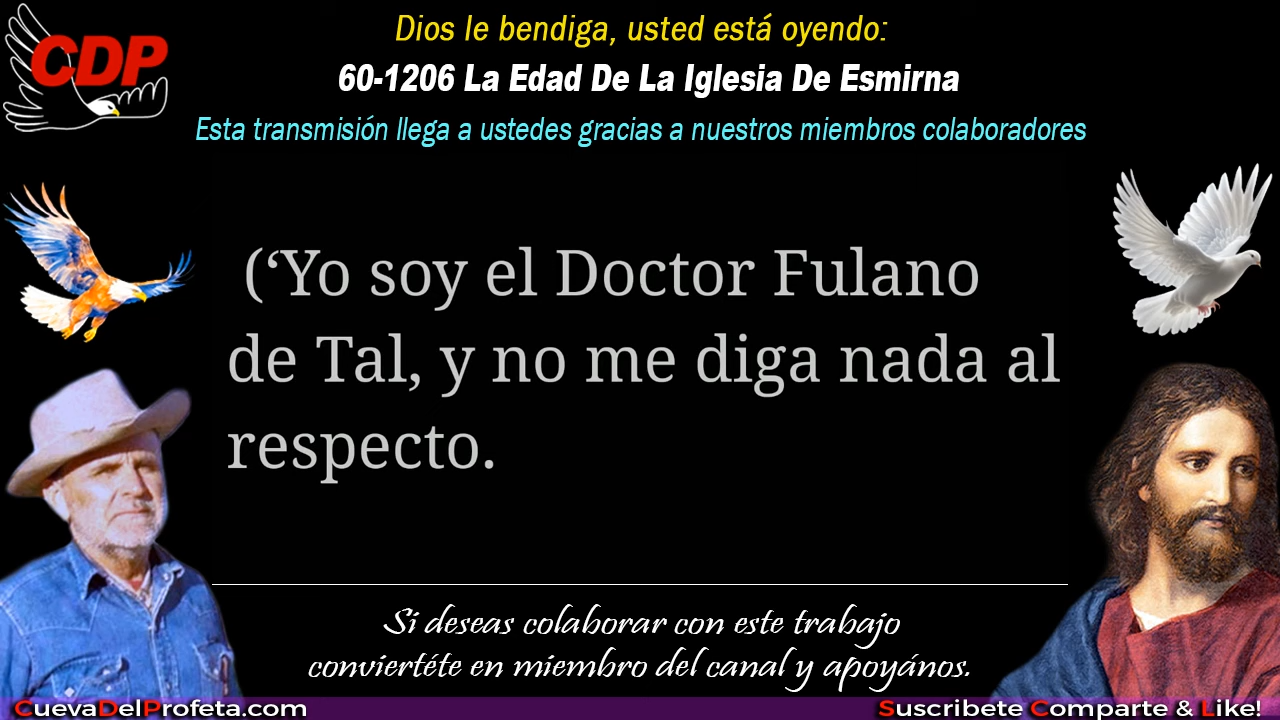 CDP
Dios le bendiga, usted está oyendo:
60-1206 La Edad De La Iglesia De Esmirna
Esta transmisión llega a ustedes gracias a nuestros miembros colaboradores
(‘Yo soy el Doctor Fulano
de Tal, y no me diga nada al
respecto.
Si deseas colaborar con este trabajo
conviertéte en miembro del canal y apoyános.
CuevaDelProfeta.com
Suscribete Comparte & Like!